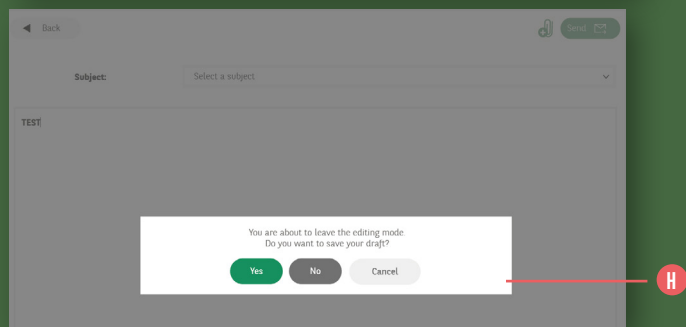 Back
Send
Subject:
Select a subject
TEST
You are about to leave the editing mode
Do you want to save your draft?
Yes
No
Cancel
H